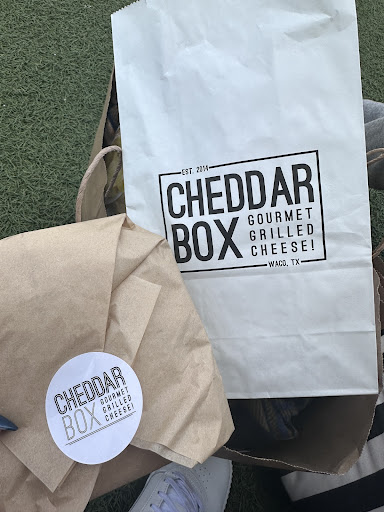 EST. 2014
CHEDDAR
BOX
GOURMET
GRILLED
CHEESE!
WACO, TX
CHEDDAR
BOX
GOURMET
GRILLED
CHEESE!